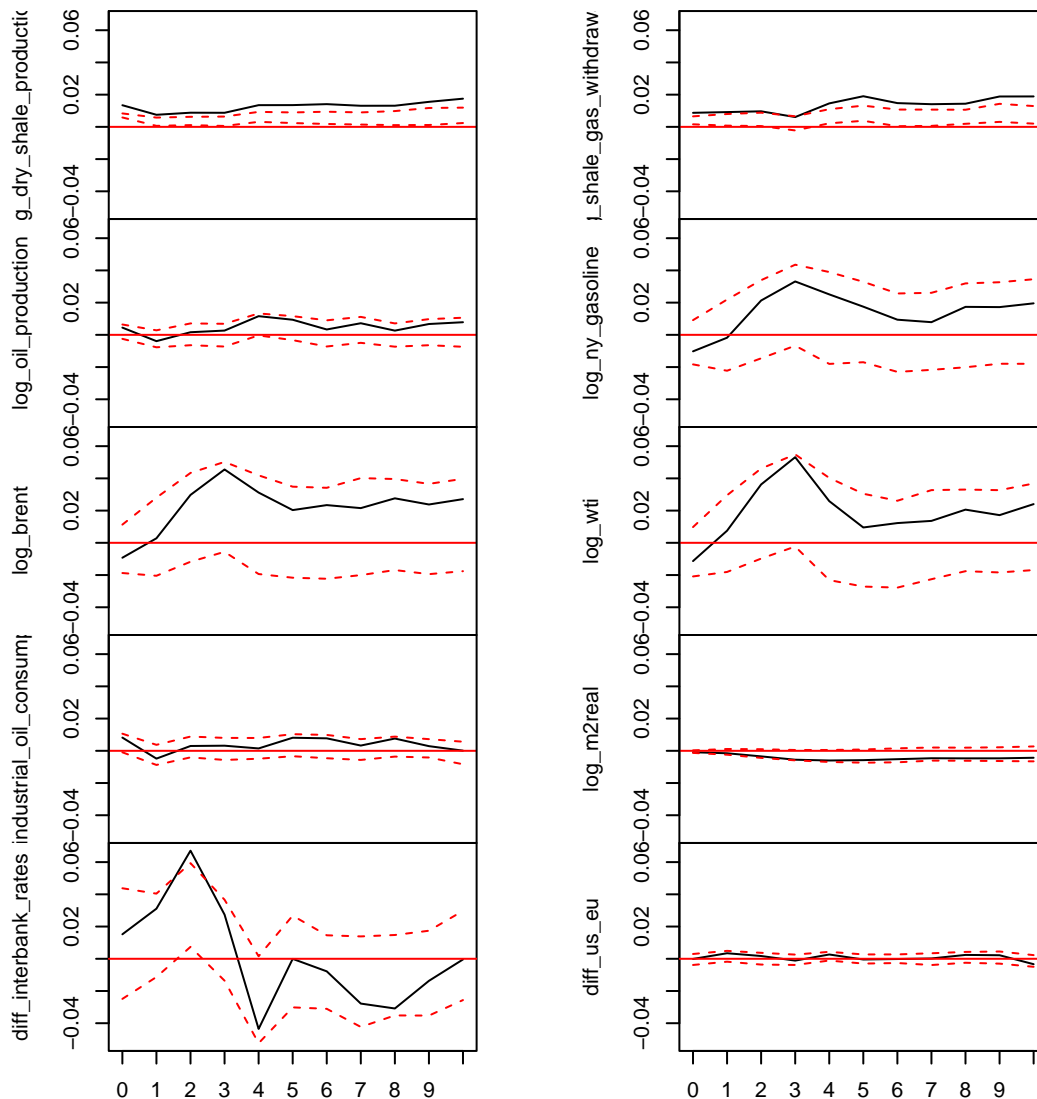 g_dry_shale_productic
−0.04 0.02 0.06
log_oil_production
−0.04 0.02 0.06
log_brent
−0.04 0.02 0.06
industrial_oil_consump
−0.04 0.02 0.06
diff_interbank_rates
−0.04 0.02 0.06
0 1 2 3 4 5 6 7 8 9
_shale_gas_withdraw
−0.04 0.02 0.06
log_ny_gasoline
−0.04 0.02 0.06
log_wti
−0.04 0.02 0.06
log_m2real
−0.04 0.02 0.06
diff_us_eu
−0.04 0.02 0.06
0 1 2 3 4 5 6 7 8 9